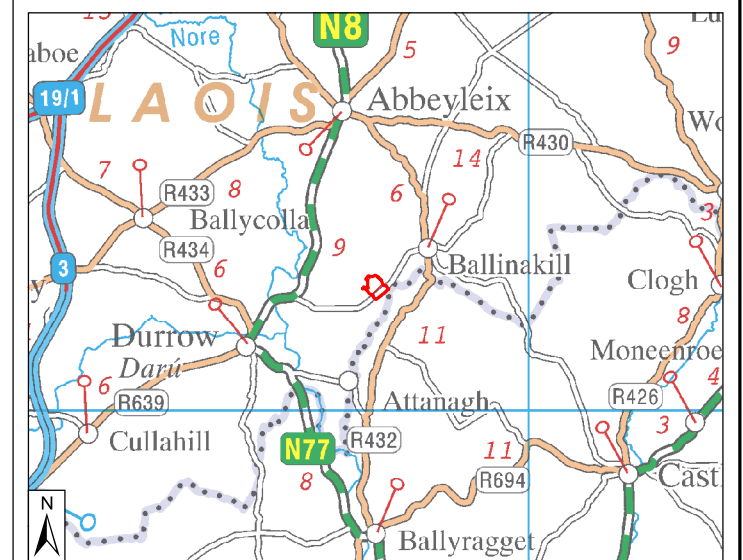 N8
Nore
5
9
aboe
19/1
LAOIS
Abbeyleix
R430
14
7
R433
8
6
Ballycolla
R434
9
3
3
6
Ballinakill
Clogh
8
Durrow
Darú
11
Moneenroe
6
R639
Attanagh
R426
4
3
Cullahill
N77
R432
11
8
R694
Cast
N
Ballyragget